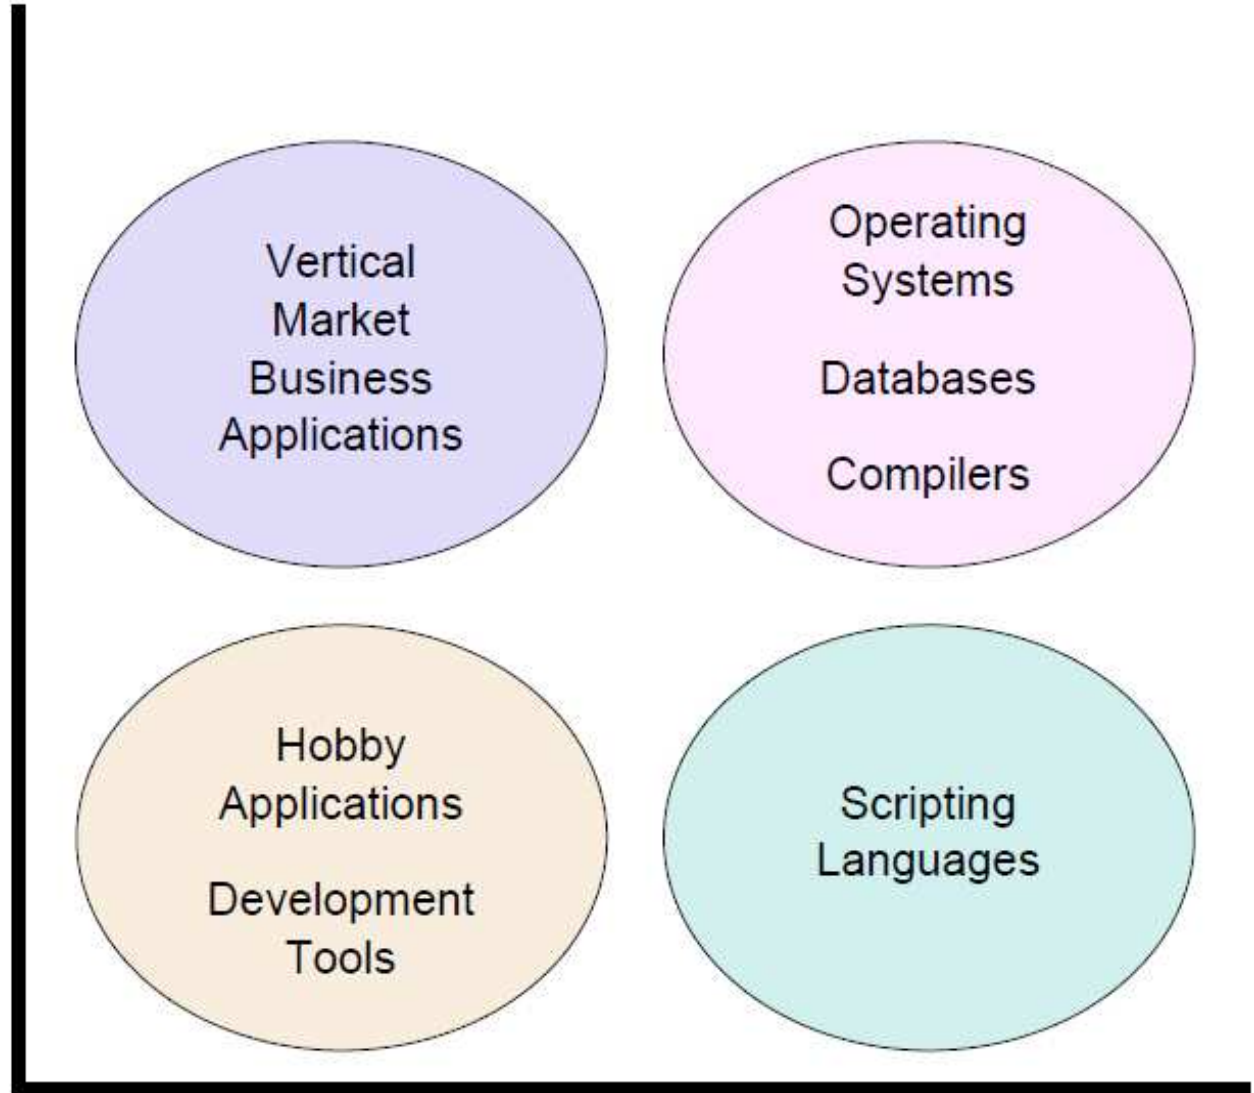 Vertical
Market
Business
Applications
Operating
Systems
Databases
Compilers
Hobby
Applications
Development
Tools
Scripting
Languages